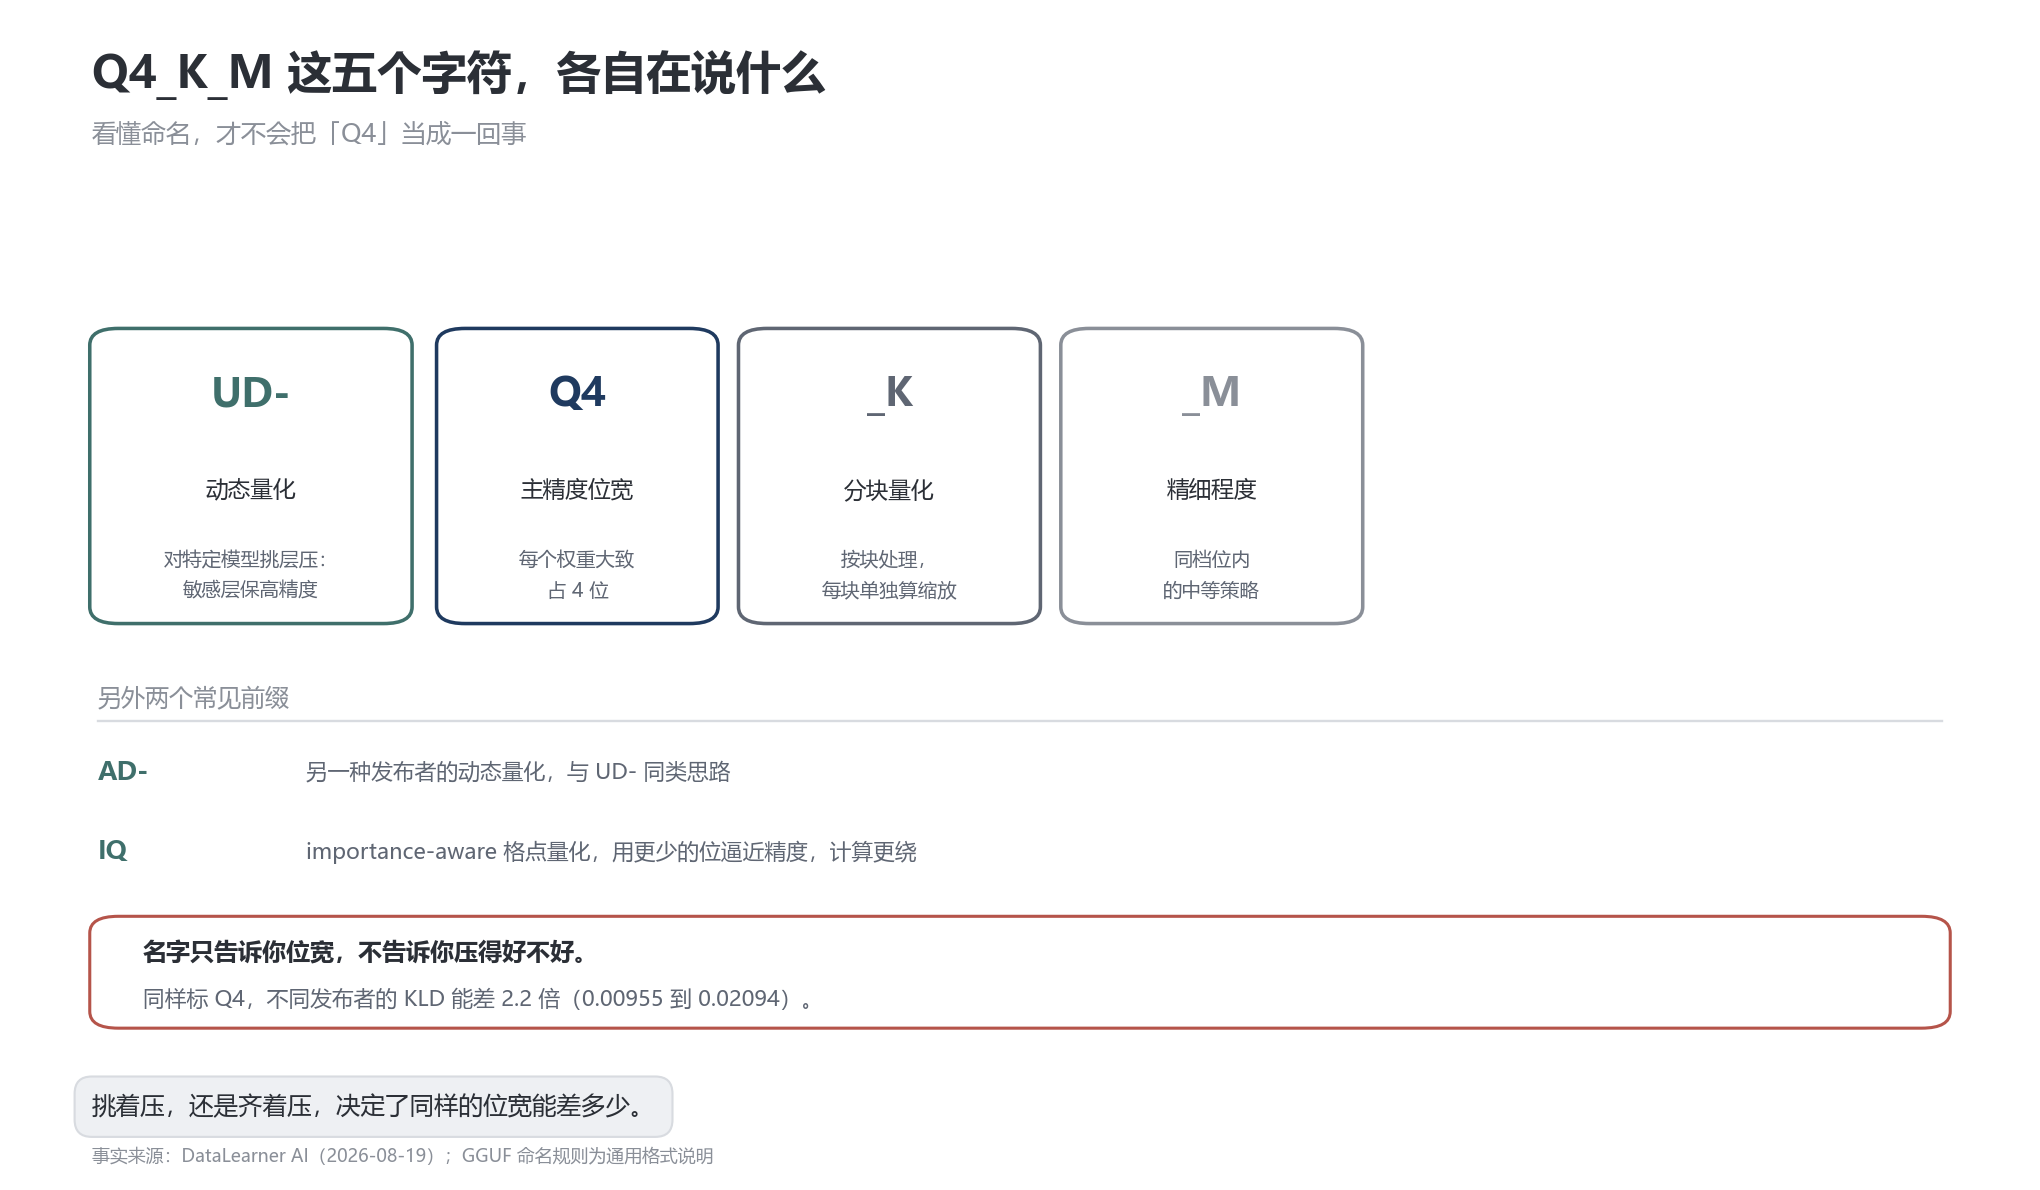 Q4_K_M 这五个字符，各自在说什么
看懂命名，才不会把「Q4」当成一回事
UD-
动态量化
对特定模型挑层压：
敏感层保高精度
Q4
主精度位宽
每个权重大致
占 4 位
_K
分块量化
按块处理，
每块单独算缩放
_M
精细程度
同档位内
的中等策略
另外两个常见前缀
AD-
另一种发布者的动态量化，与 UD- 同类思路
IQ
importance-aware 格点量化，用更少的位逼近精度，计算更绕
名字只告诉你位宽，不告诉你压得好不好。
同样标 Q4，不同发布者的 KLD 能差 2.2 倍（0.00955 到 0.02094）。
挑着压，还是齐着压，决定了同样的位宽能差多少。
事实来源：DataLearner AI（2026-08-19）；GGUF 命名规则为通用格式说明